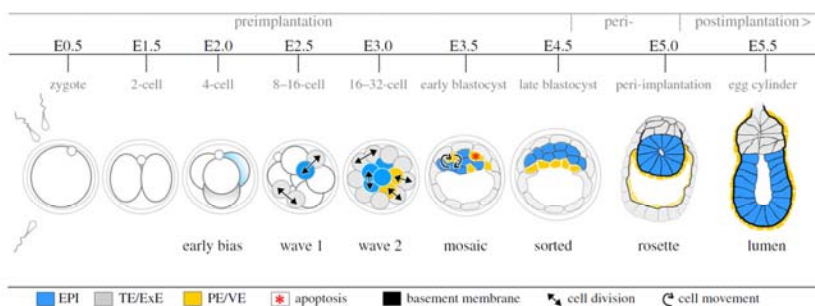 preimplantation peri- postimplantation >
E0.5 E1.5 E2.0 E2.5 E3.0 E3.5 E4.5 E5.0 E5.5
zygote 2-cell 4-cell 8–16-cell 16–32-cell early blastocyst late blastocyst peri-implantation egg cylinder
early bias wave 1 wave 2 mosaic sorted rosette lumen
EPI TE/ExE PE/VE apoptosis basement membrane cell division cell movement